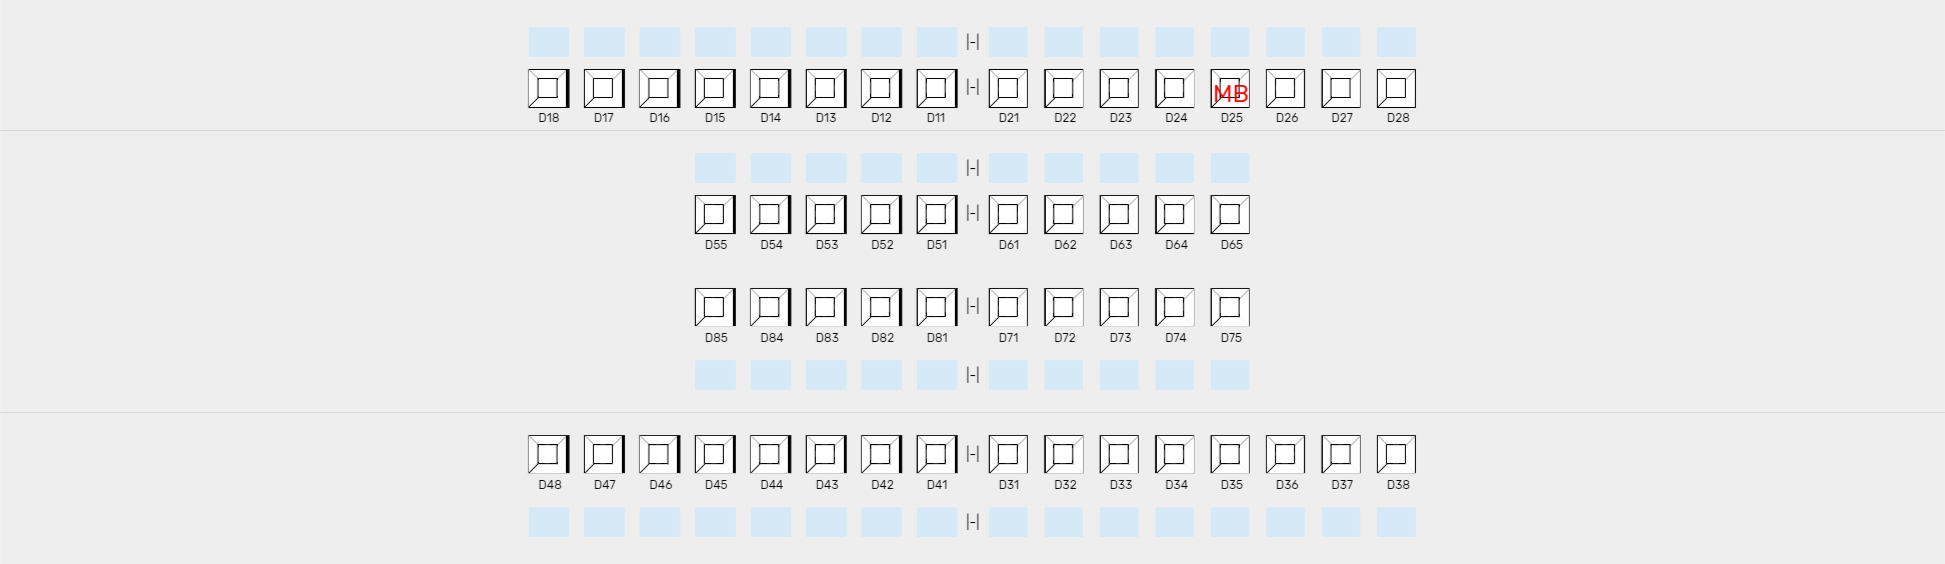 |-|
|-|
MB
D18 D17 D16 D15 D14 D13 D12 D11 D21 D22 D23 D24 D25 D26 D27 D28
|-|
|-|
D55 D54 D53 D52 D51 D61 D62 D63 D64 D65
|-|
D85 D84 D83 D82 D81 D71 D72 D73 D74 D75
|-|
|-|
D48 D47 D46 D45 D44 D43 D42 D41 D31 D32 D33 D34 D35 D36 D37 D38
|-|